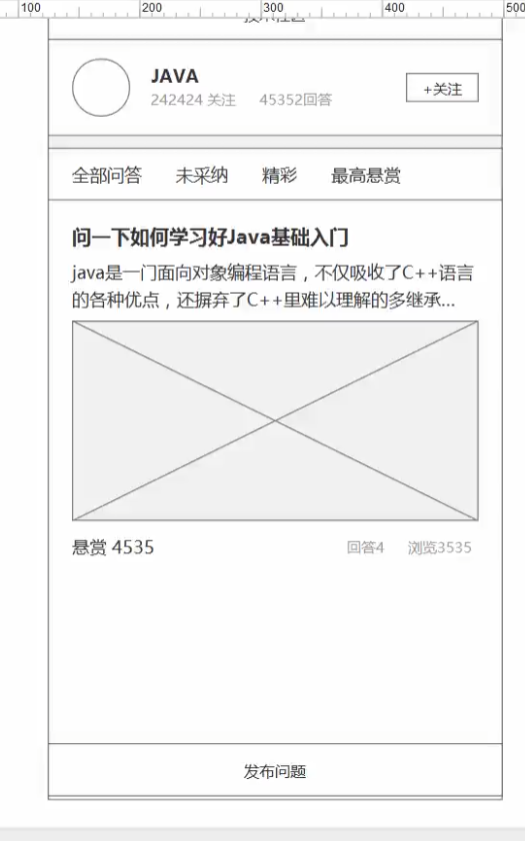 100 200 300 400 500
JAVA
242424 关注 45352回答
+关注
全部问答 未采纳 精彩 最高悬赏
问一下如何学习好Java基础入门
java是一门面向对象编程语言，不仅吸收了C++语言
的各种优点，还摒弃了C++里难以理解的多继承...
悬赏 4535
回答4 浏览3535
发布问题